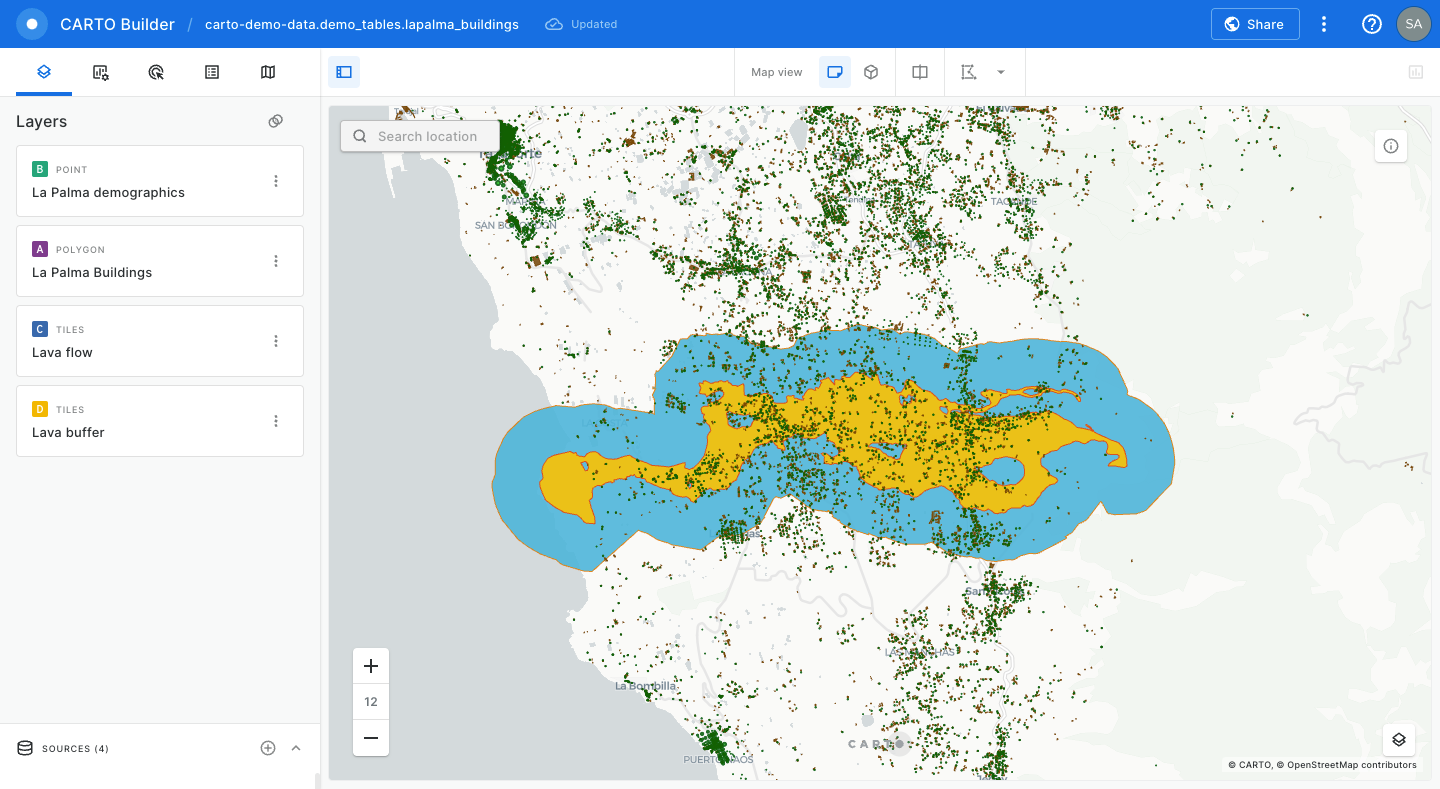 CARTO Builder / carto-demo-data.demo_tables.lapalma_buildings Updated Share SA
Map view
Layers
B POINT
La Palma demographics
A POLYGON
La Palma Buildings
C TILES
Lava flow
D TILES
Lava buffer
SOURCES (4)
Search location
TACANDE
SAN BORONDÓN
LAS MANCHAS
La Bombilla
PUERTO NAOS
12
CARTO
© CARTO, © OpenStreetMap contributors